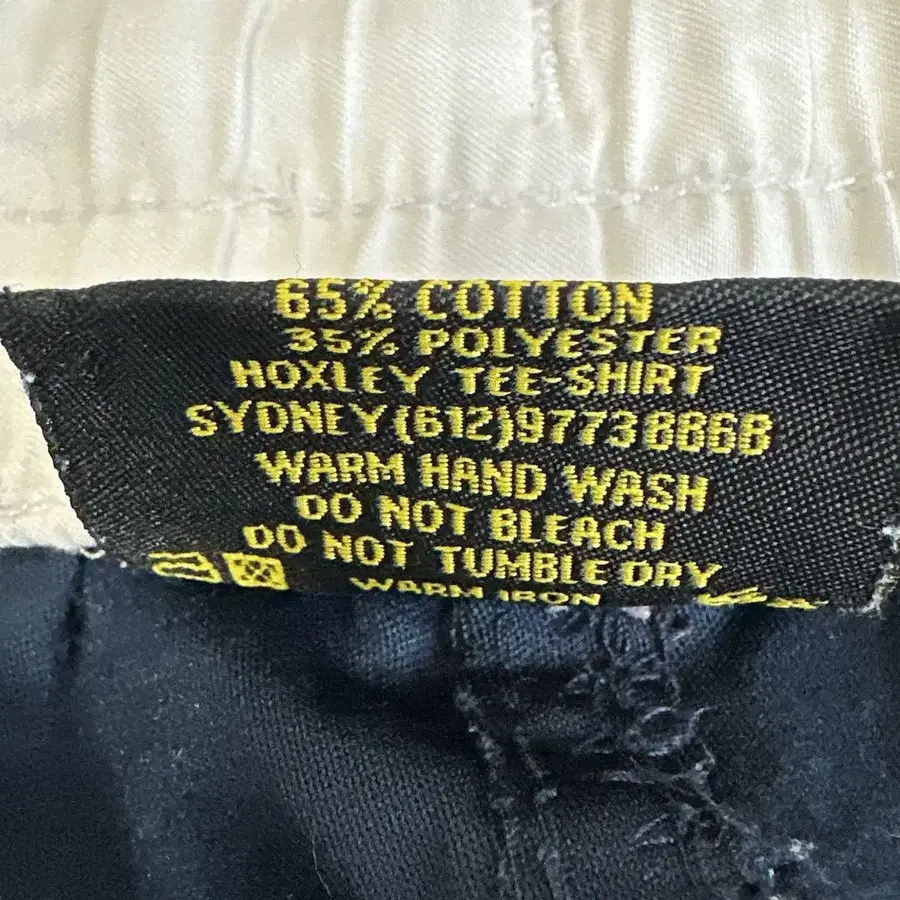 65% COTTON
35% POLYESTER
HOXLEY TEE-SHIRT
SYDNEY(612)97738868
WARM HAND WASH
DO NOT BLEACH
DO NOT TUMBLE DRY
WARM IRON